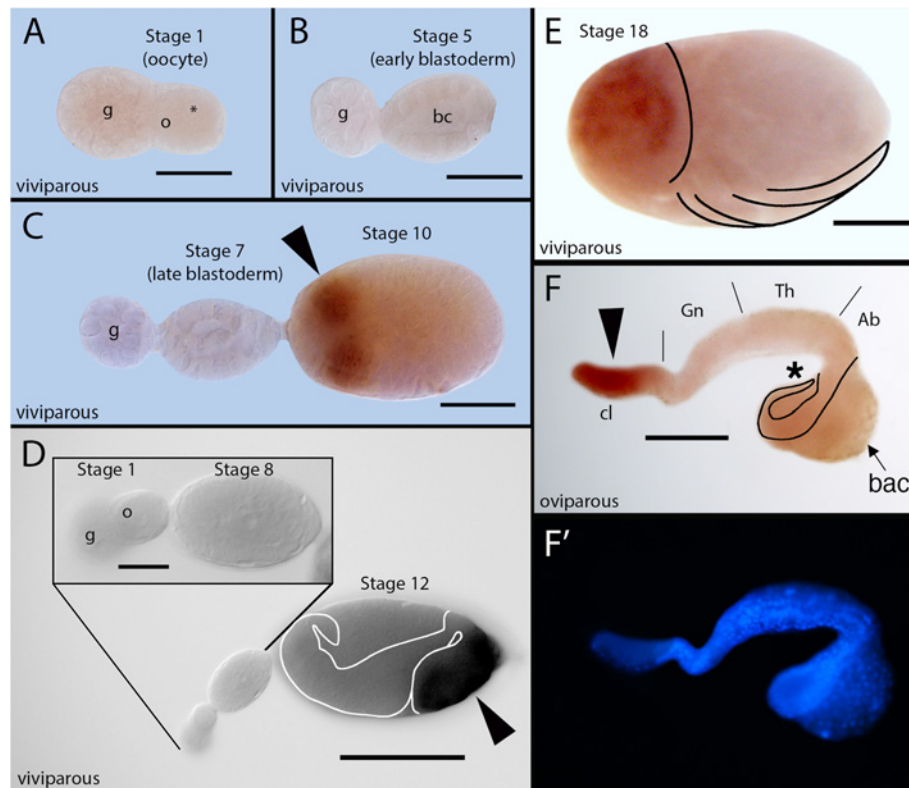 A
Stage 1
(oocyte)
g
o
*
viviparous
B
Stage 5
(early blastoderm)
g
bc
viviparous
C
Stage 7
(late blastoderm)
Stage 10
g
viviparous
D
Stage 1
Stage 8
g
o
Stage 12
viviparous
E
Stage 18
viviparous
F
Gn
Th
Ab
cl
*
bac
oviparous
F'